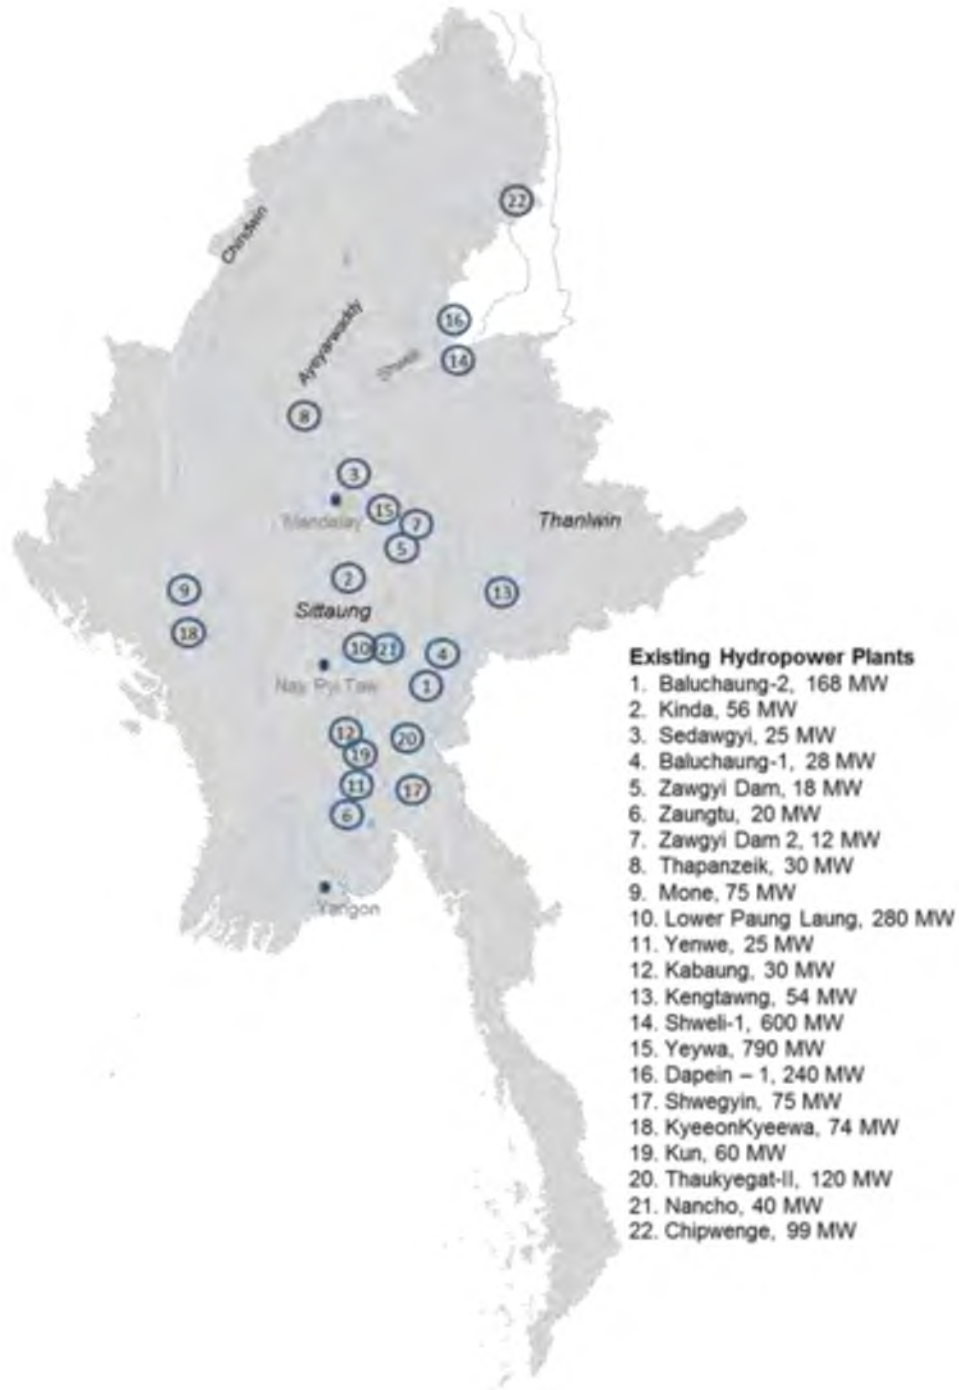 22
Chindwin
16
Ayeyarwaddy
14
Shweli
8
3
15
Mandalay
7
Thanlwin
5
2
9
13
Sittaung
18
10
21
4
Nay Pyi Taw
1
12
20
19
11
17
6
Yangon
Existing Hydropower Plants
1. Baluchaung-2, 168 MW
2. Kinda, 56 MW
3. Sedawgyi, 25 MW
4. Baluchaung-1, 28 MW
5. Zawgyi Dam, 18 MW
6. Zaungtu, 20 MW
7. Zawgyi Dam 2, 12 MW
8. Thapanzeik, 30 MW
9. Mone, 75 MW
10. Lower Paung Laung, 280 MW
11. Yenwe, 25 MW
12. Kabaung, 30 MW
13. Kengtawng, 54 MW
14. Shweli-1, 600 MW
15. Yeywa, 790 MW
16. Dapein – 1, 240 MW
17. Shwegyin, 75 MW
18. KyeeonKyeewa, 74 MW
19. Kun, 60 MW
20. Thaukyegat-II, 120 MW
21. Nancho, 40 MW
22. Chipwenge, 99 MW